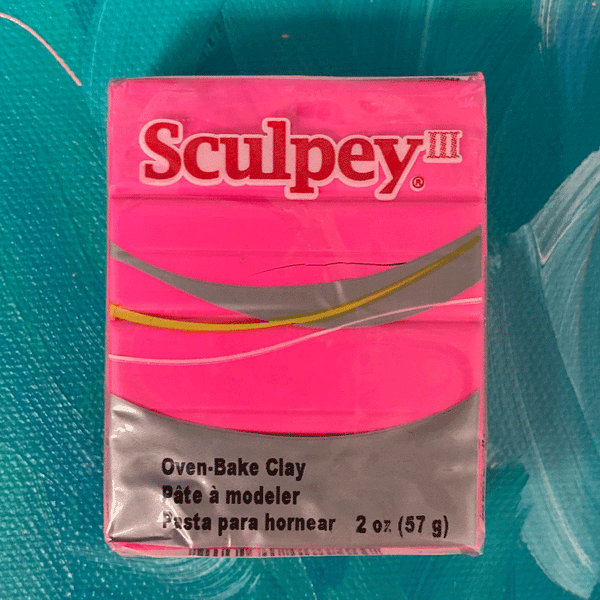 Sculpey III ®
Oven-Bake Clay
Pâte à modeler
Pasta para hornear 2 oz (57 g)